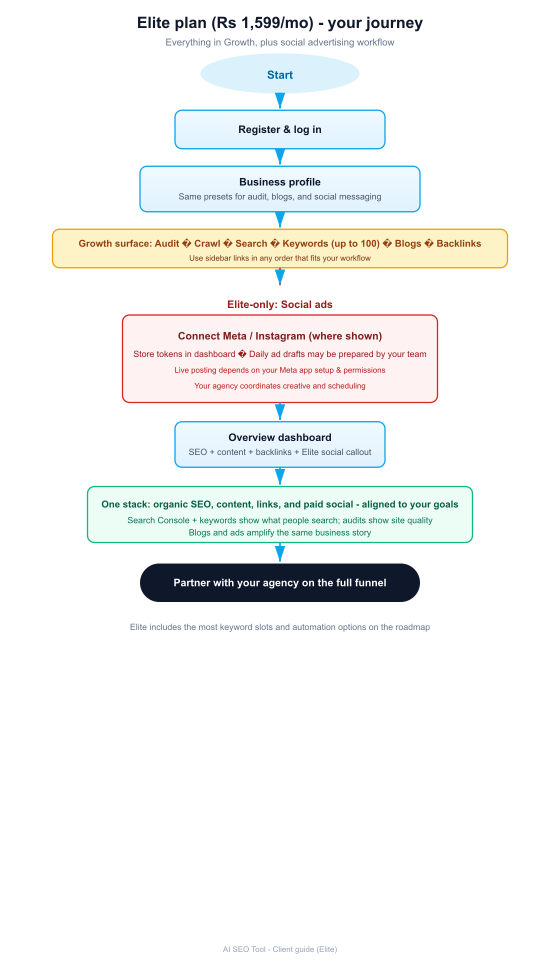 Elite plan (Rs 1,599/mo) - your journey
Everything in Growth, plus social advertising workflow
Start
Register & log in
Business profile
Same presets for audit, blogs, and social messaging
Growth surface: Audit � Crawl � Search � Keywords (up to 100) � Blogs � Backlinks
Use sidebar links in any order that fits your workflow
Elite-only: Social ads
Connect Meta / Instagram (where shown)
Store tokens in dashboard � Daily ad drafts may be prepared by your team
Live posting depends on your Meta app setup & permissions
Your agency coordinates creative and scheduling
Overview dashboard
SEO + content + backlinks + Elite social callout
One stack: organic SEO, content, links, and paid social - aligned to your goals
Search Console + keywords show what people search; audits show site quality
Blogs and ads amplify the same business story
Partner with your agency on the full funnel
Elite includes the most keyword slots and automation options on the roadmap
AI SEO Tool - Client guide (Elite)